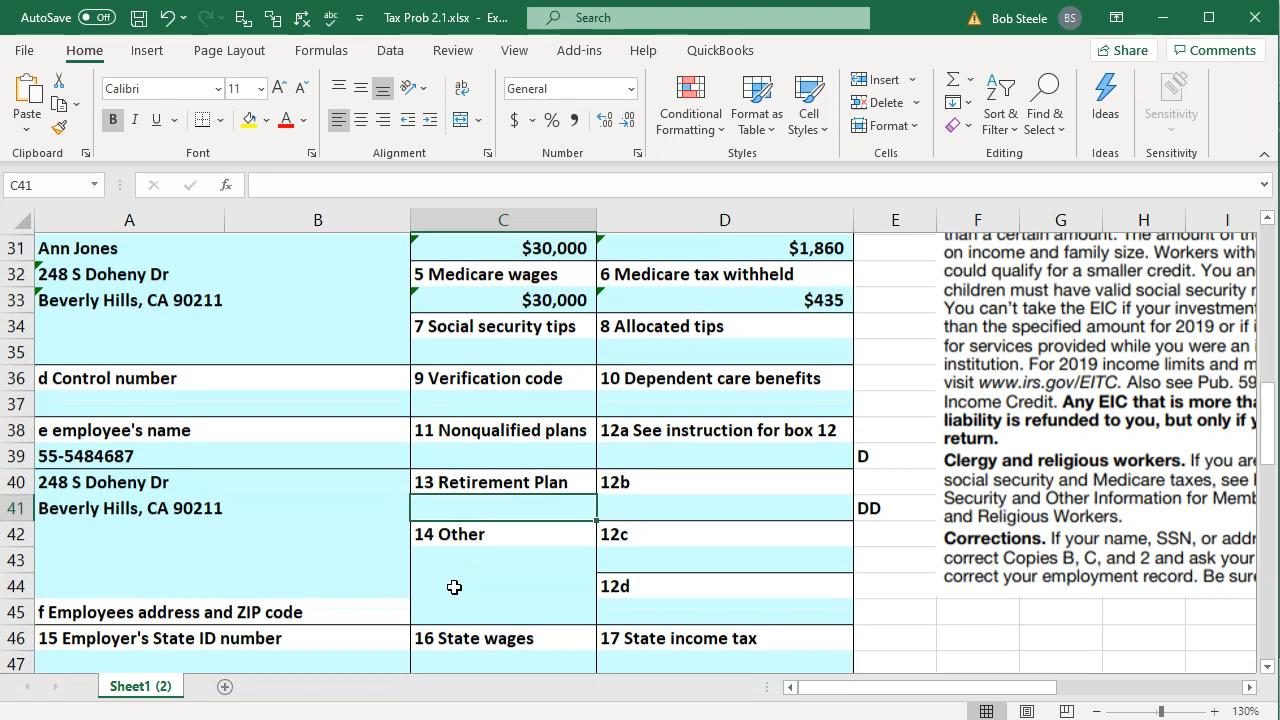 AutoSave Off Tax Prob 2.1.xlsx - Ex... Search Bob Steele BS
File Home Insert Page Layout Formulas Data Review View Add-ins Help QuickBooks Share Comments
Calibri 11 General Insert
Paste Conditional Formatting Format as Table Cell Styles Delete Sort & Filter Find & Select Ideas Sensitivity
Format
Clipboard Font Alignment Number Styles Cells Editing Ideas Sensitivity
C41 fx
A B C D E F G H I
31 Ann Jones $30,000 $1,860
32 248 S Doheny Dr 5 Medicare wages 6 Medicare tax withheld
33 Beverly Hills, CA 90211 $30,000 $435
34 7 Social security tips 8 Allocated tips
35
36 d Control number 9 Verification code 10 Dependent care benefits
37
38 e employee's name 11 Nonqualified plans 12a See instruction for box 12
39 55-5484687 D
40 248 S Doheny Dr 13 Retirement Plan 12b
41 Beverly Hills, CA 90211 DD
42 14 Other 12c
43
44 12d
45 f Employees address and ZIP code
46 15 Employer's State ID number 16 State wages 17 State income tax
47
than a certain amount. The amount of th
on income and family size. Workers with
could qualify for a smaller credit. You an
children must have valid social security n
You can't take the EIC if your investment
than the specified amount for 2019 or if i
for services provided while you were an i
institution. For 2019 income limits and m
visit www.irs.gov/EITC. Also see Pub. 59
Income Credit. Any EIC that is more tha
liability is refunded to you, but only if y
return.
Clergy and religious workers. If you are
social security and Medicare taxes, see
Security and Other Information for Memb
and Religious Workers.
Corrections. If your name, SSN, or addr
correct Copies B, C, and 2 and ask your
correct your employment record. Be sure
Sheet1 (2)
130%